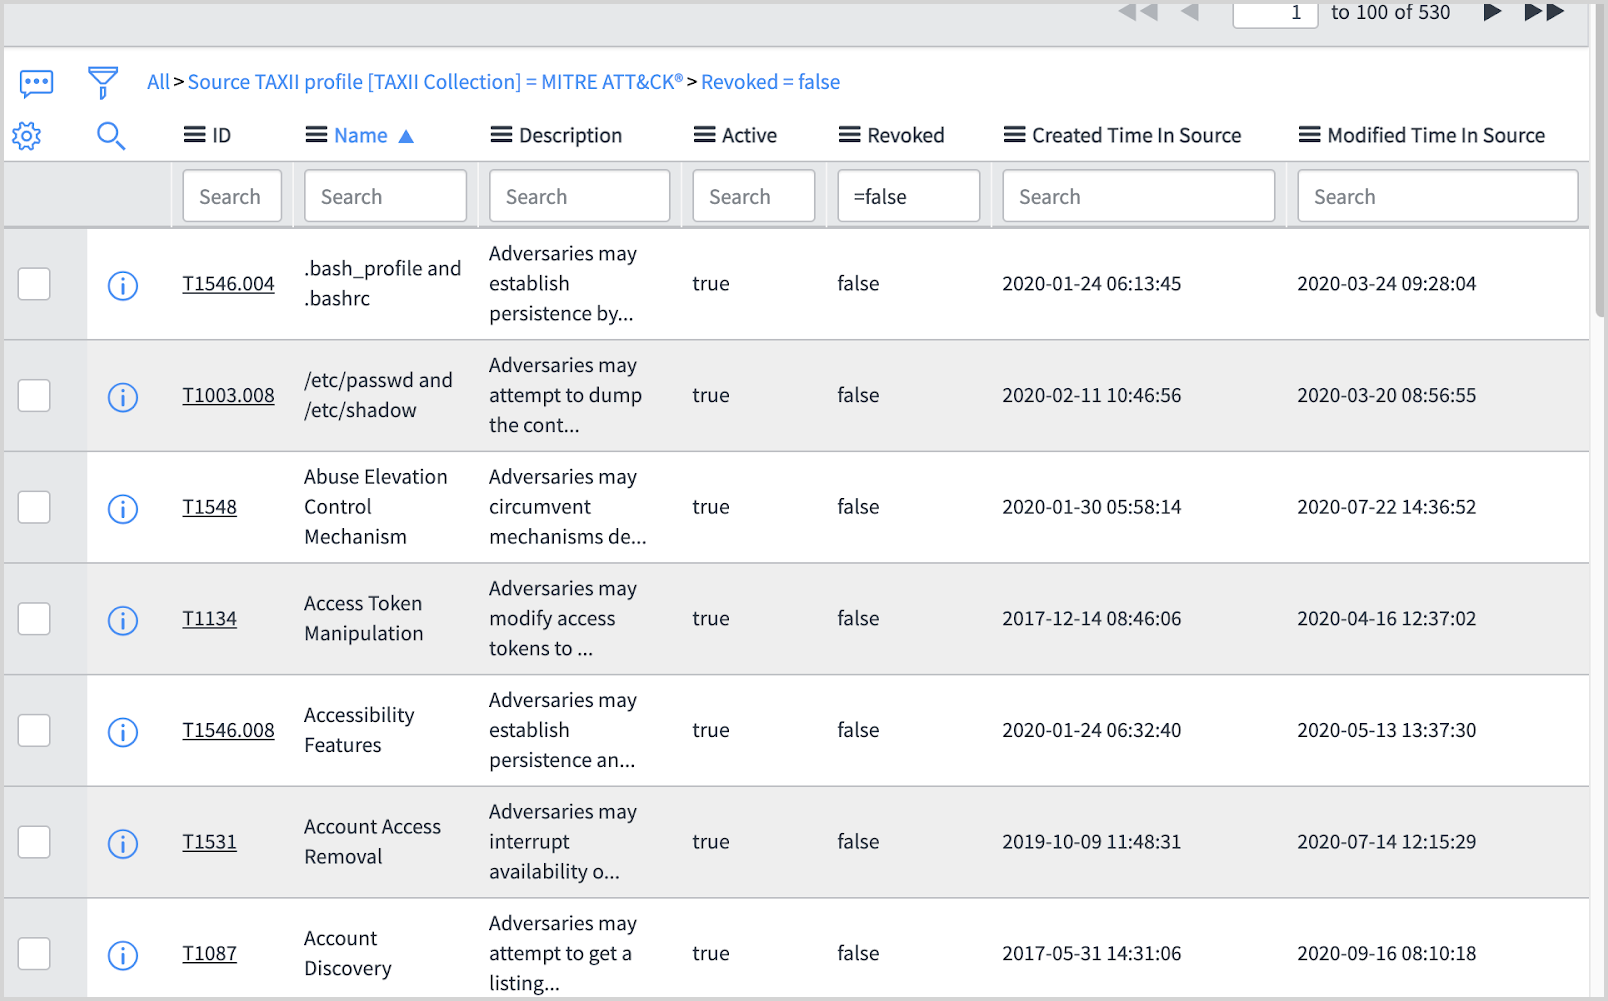 1 to 100 of 530
All > Source TAXII profile [TAXII Collection] = MITRE ATT&CK® > Revoked = false
ID Name Description Active Revoked Created Time In Source Modified Time In Source
Search Search Search Search =false Search Search
T1546.004 .bash_profile and .bashrc Adversaries may establish persistence by... true false 2020-01-24 06:13:45 2020-03-24 09:28:04
T1003.008 /etc/passwd and /etc/shadow Adversaries may attempt to dump the cont... true false 2020-02-11 10:46:56 2020-03-20 08:56:55
T1548 Abuse Elevation Control Mechanism Adversaries may circumvent mechanisms de... true false 2020-01-30 05:58:14 2020-07-22 14:36:52
T1134 Access Token Manipulation Adversaries may modify access tokens to ... true false 2017-12-14 08:46:06 2020-04-16 12:37:02
T1546.008 Accessibility Features Adversaries may establish persistence an... true false 2020-01-24 06:32:40 2020-05-13 13:37:30
T1531 Account Access Removal Adversaries may interrupt availability o... true false 2019-10-09 11:48:31 2020-07-14 12:15:29
T1087 Account Discovery Adversaries may attempt to get a listing... true false 2017-05-31 14:31:06 2020-09-16 08:10:18